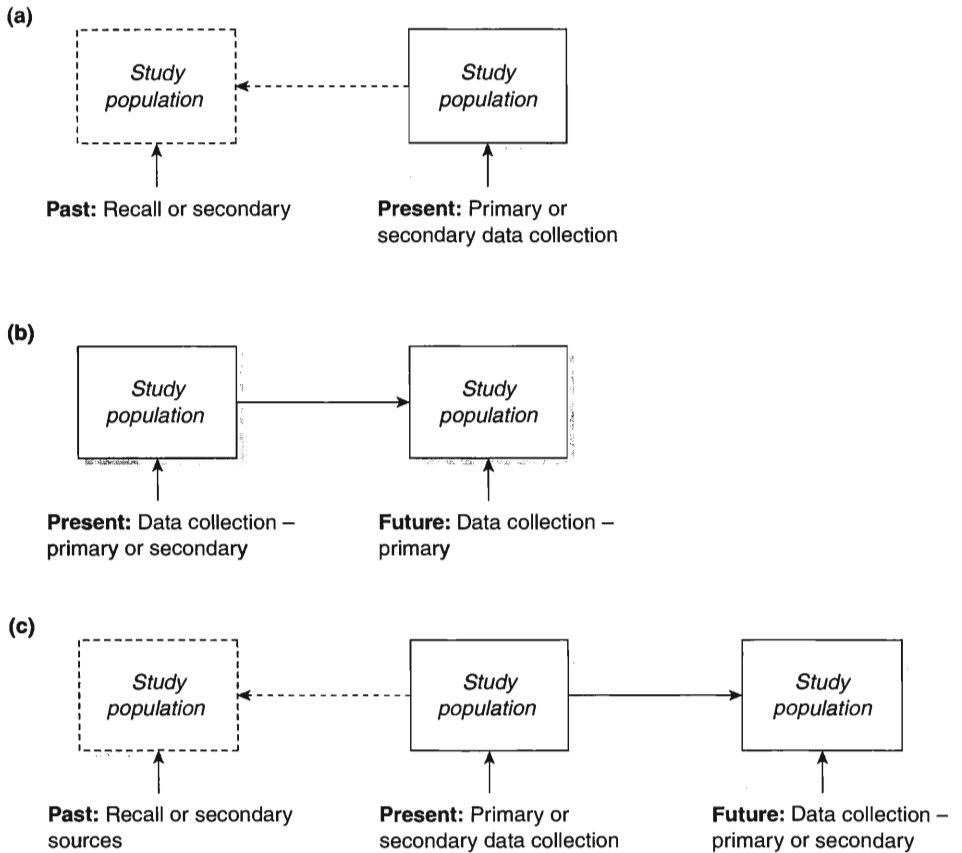 (a)
Study
population
Study
population
Past: Recall or secondary
Present: Primary or
secondary data collection
(b)
Study
population
Study
population
Present: Data collection –
primary or secondary
Future: Data collection –
primary
(c)
Study
population
Study
population
Study
population
Past: Recall or secondary
sources
Present: Primary or
secondary data collection
Future: Data collection –
primary or secondary